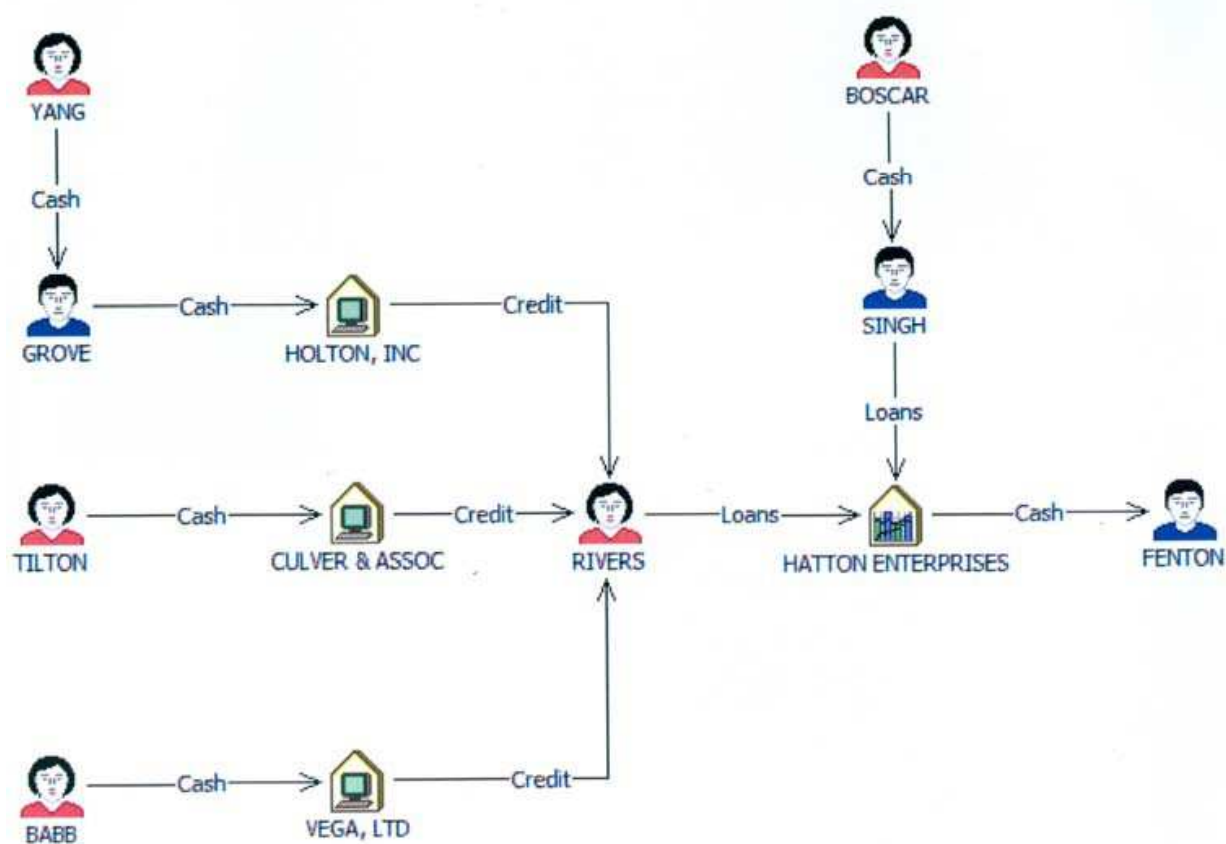 YANG
BOSCAR
Cash
Cash
GROVE
Cash
HOLTON, INC
Credit
SINGH
Loans
TILTON
Cash
CULVER & ASSOC
Credit
RIVERS
Loans
HATTON ENTERPRISES
Cash
FENTON
BABB
Cash
VEGA, LTD
Credit